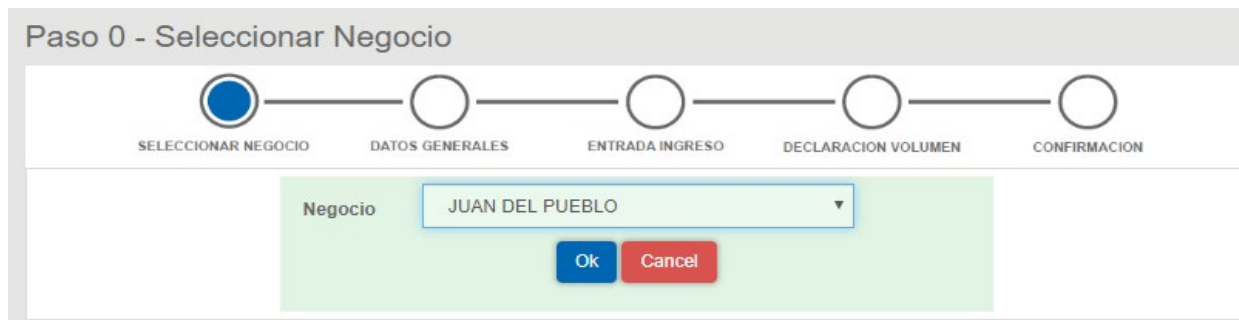 Paso 0 - Seleccionar Negocio
SELECCIONAR NEGOCIO DATOS GENERALES ENTRADA INGRESO DECLARACION VOLUMEN CONFIRMACION
Negocio JUAN DEL PUEBLO
Ok Cancel